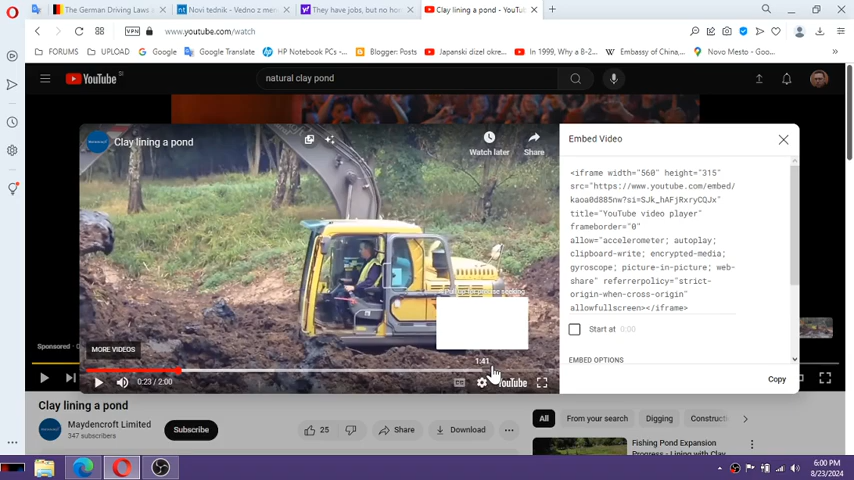 The German Driving Laws a
Novi tednik - Vedno z men
They have jobs, but no ho
Clay lining a pond - YouTu
VPN
www.youtube.com/watch
FORUMS
UPLOAD
Google
Google Translate
HP Notebook PCs -
Blogger: Posts
Japanski dizel okre
In 1999, Why a B-2
Embassy of China,
Novo Mesto - Go
YouTube SI
natural clay pond
Clay lining a pond
Watch later
Share
Embed Video
<iframe width="560" height="315"
src="https://www.youtube.com/embed/
kaoa0d885nw?si=SJk_hAFjRxryCQJx"
title="YouTube video player"
frameborder="0"
allow="accelerometer; autoplay;
clipboard-write; encrypted-media;
gyroscope; picture-in-picture; web-
share" referrerpolicy="strict-
origin-when-cross-origin"
allowfullscreen></iframe>
Start at 0:00
EMBED OPTIONS
Copy
MORE VIDEOS
1:41
0:23 / 2:00
YouTube
Sponsored
Clay lining a pond
Maydencroft Limited
347 subscribers
Subscribe
25
Share
Download
All
From your search
Digging
Constructi
Fishing Pond Expansion
Progress - Lining with Clay
6:00 PM
8/23/2024